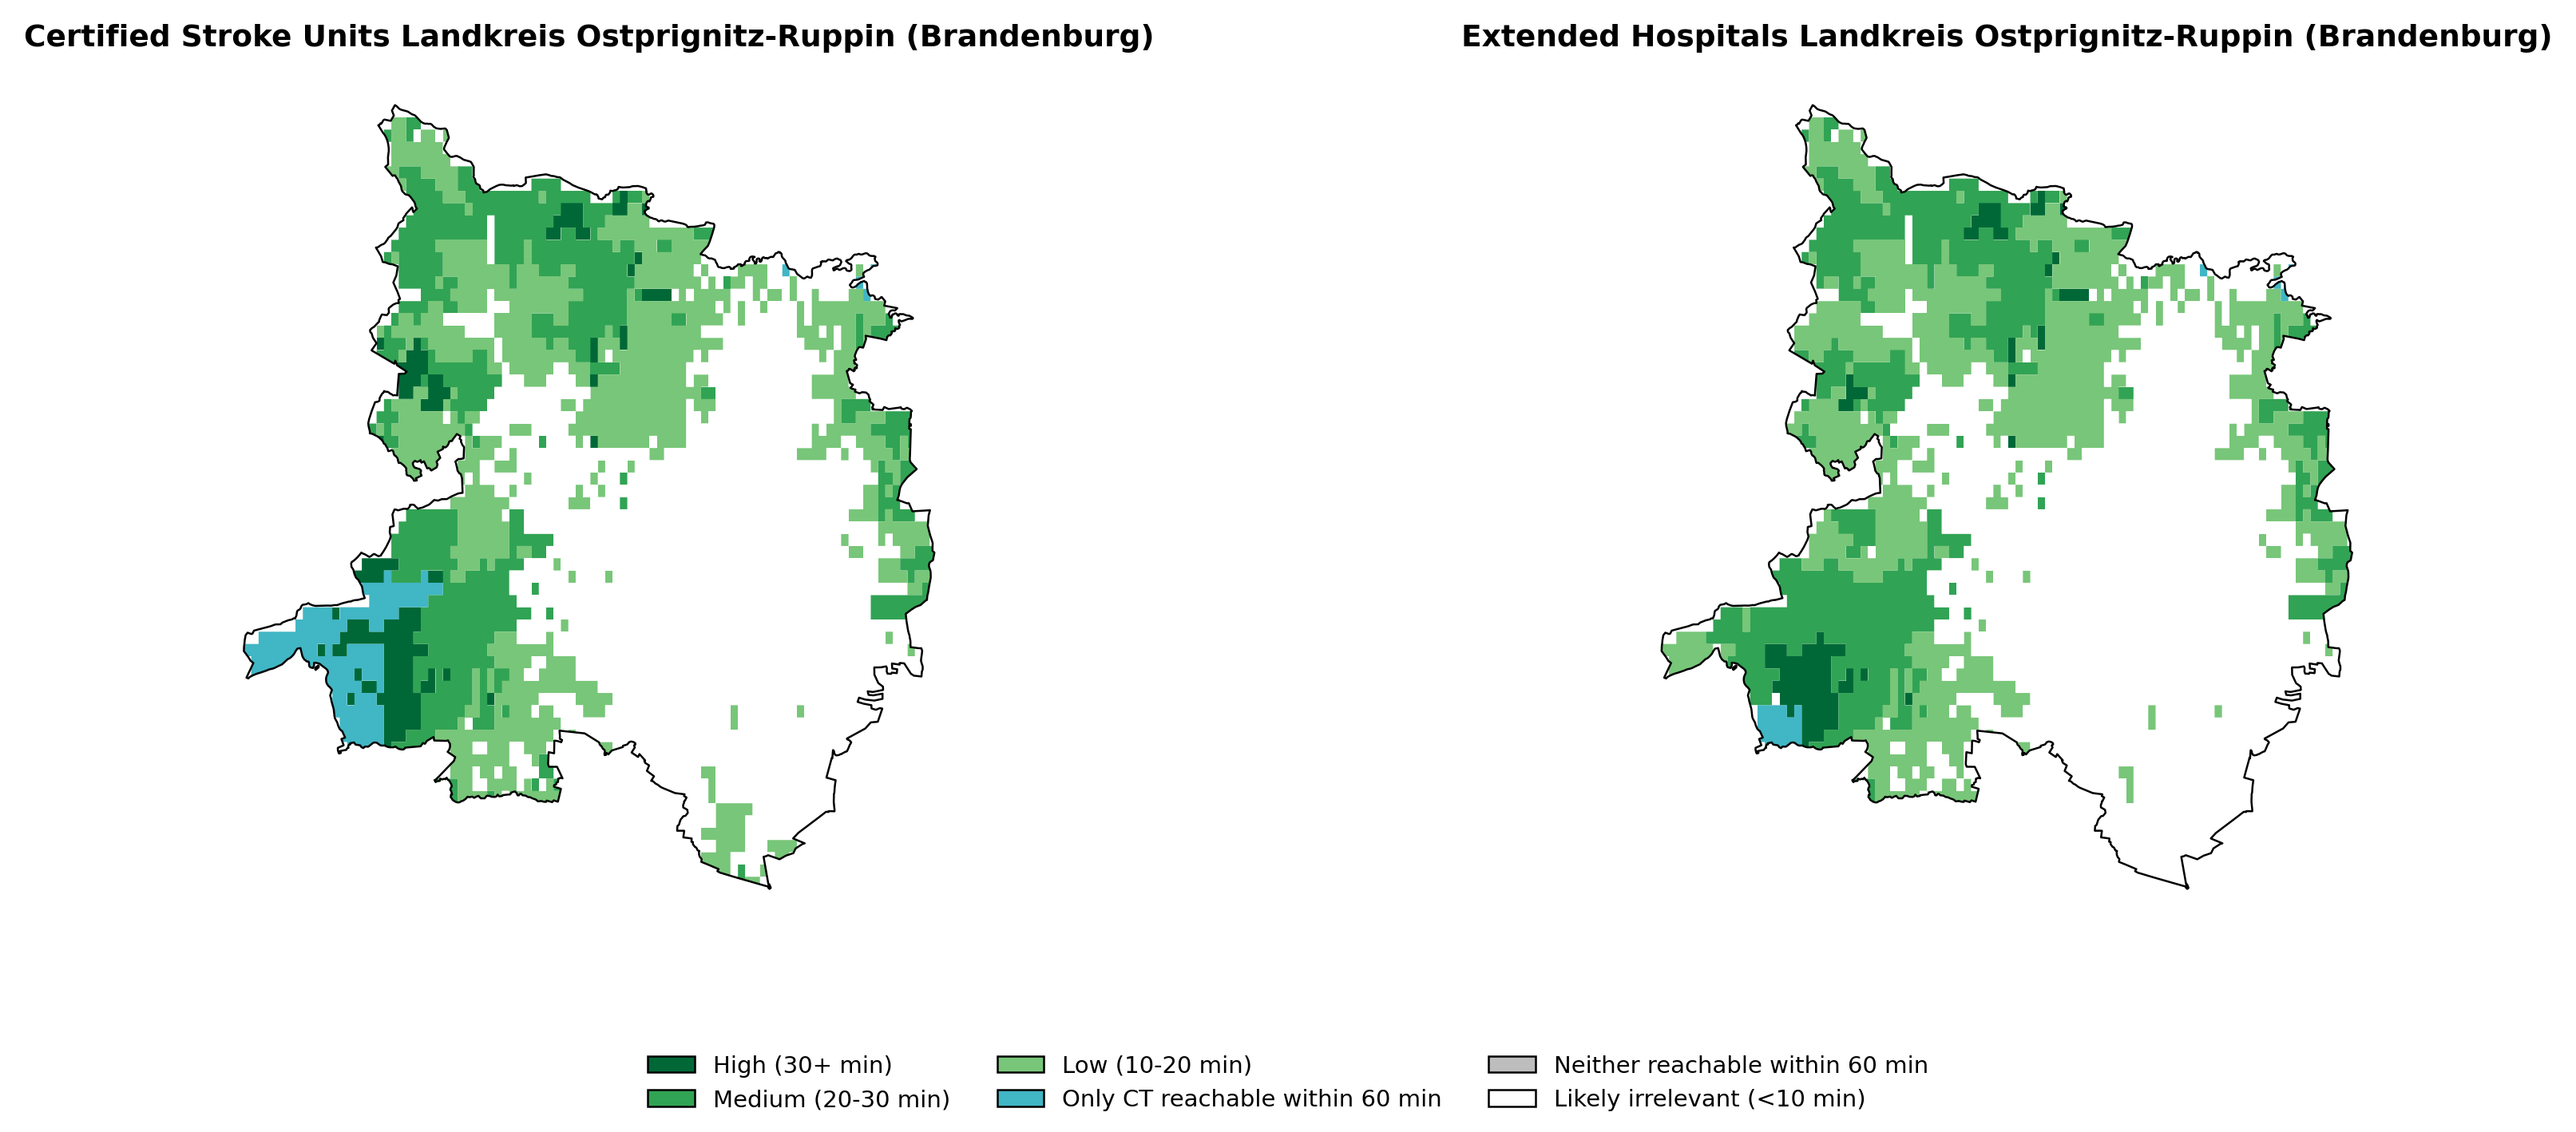 Certified Stroke Units Landkreis Ostprignitz-Ruppin (Brandenburg)
Extended Hospitals Landkreis Ostprignitz-Ruppin (Brandenburg)
High (30+ min)
Medium (20-30 min)
Low (10-20 min)
Only CT reachable within 60 min
Neither reachable within 60 min
Likely irrelevant (<10 min)